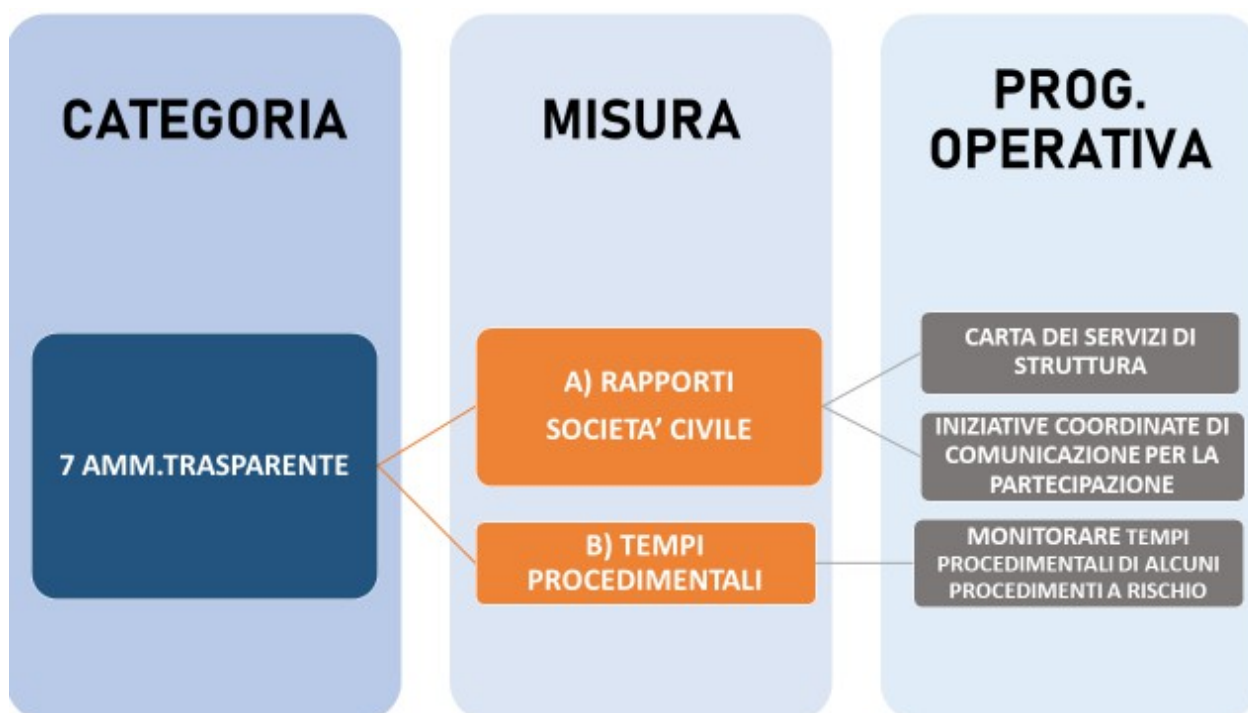 CATEGORIA
MISURA
PROG.
OPERATIVA
7 AMM.TRASPARENTE
A) RAPPORTI
SOCIETA’ CIVILE
B) TEMPI
PROCEDIMENTALI
CARTA DEI SERVIZI DI
STRUTTURA
INIZIATIVE COORDINATE DI
COMUNICAZIONE PER LA
PARTECIPAZIONE
MONITORARE TEMPI
PROCEDIMENTALI DI ALCUNI
PROCEDIMENTI A RISCHIO